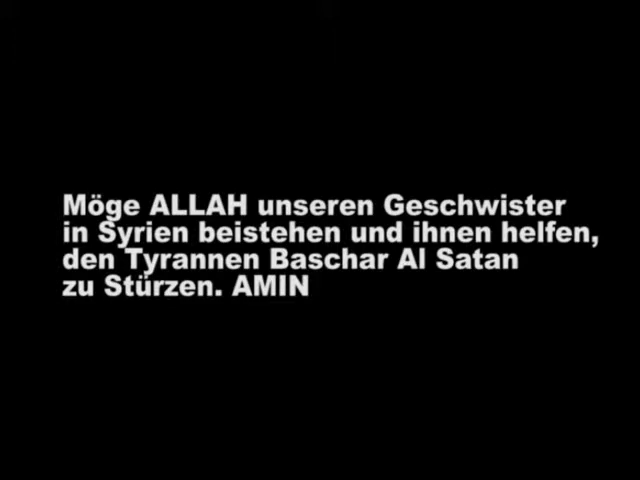 Möge ALLAH unseren Geschwister
in Syrien beistehen und ihnen helfen,
den Tyrannen Baschar Al Satan
zu Stürzen. AMIN